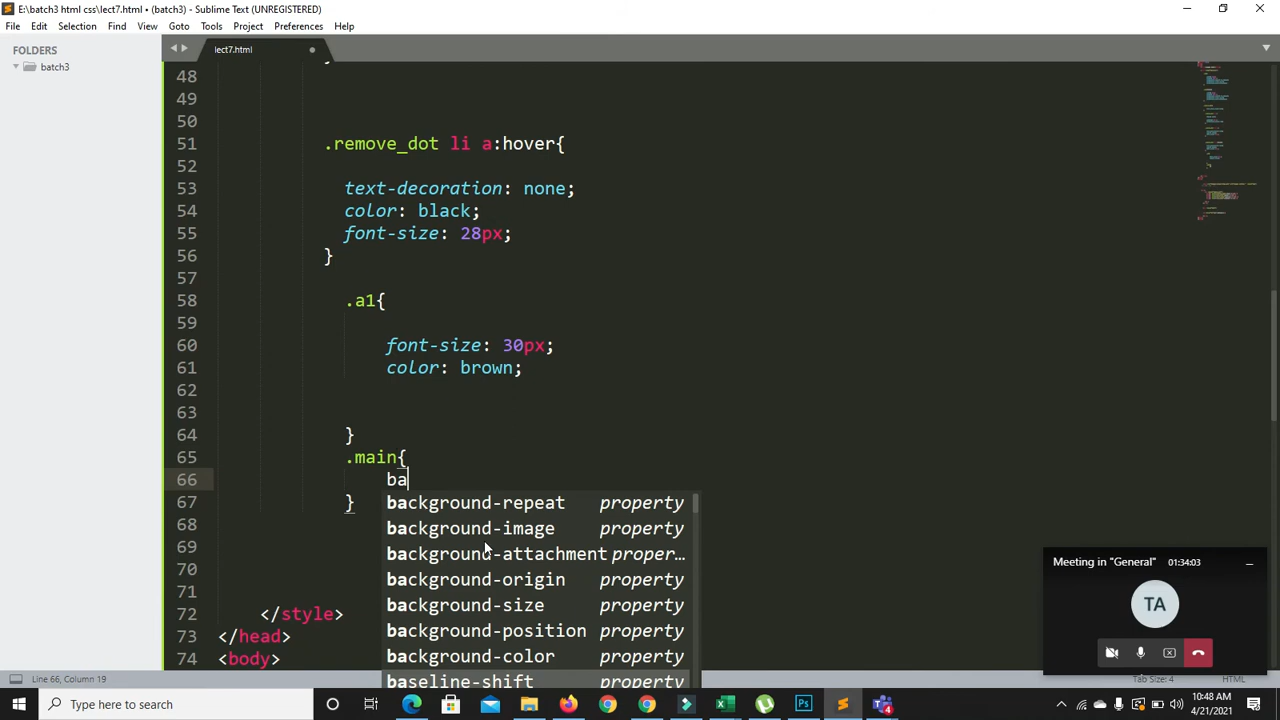 E:\batch3 html css\lect7.html • (batch3) - Sublime Text (UNREGISTERED)
File Edit Selection Find View Goto Tools Project Preferences Help
FOLDERS
batch3
lect7.html
48
49
50
51 .remove_dot li a:hover{
52
53 text-decoration: none;
54 color: black;
55 font-size: 28px;
56 }
57
58 .a1{
59
60 font-size: 30px;
61 color: brown;
62
63
64 }
65 .main{
66 ba
67 }
68
69
70
71
72 </style>
73 </head>
74 <body>
background-repeat property
background-image property
background-attachment proper...
background-origin property
background-size property
background-position property
background-color property
baseline-shift property
Meeting in "General" 01:34:03
TA
Line 66, Column 19
Tab Size: 4 HTML
Type here to search
10:48 AM
4/21/2021